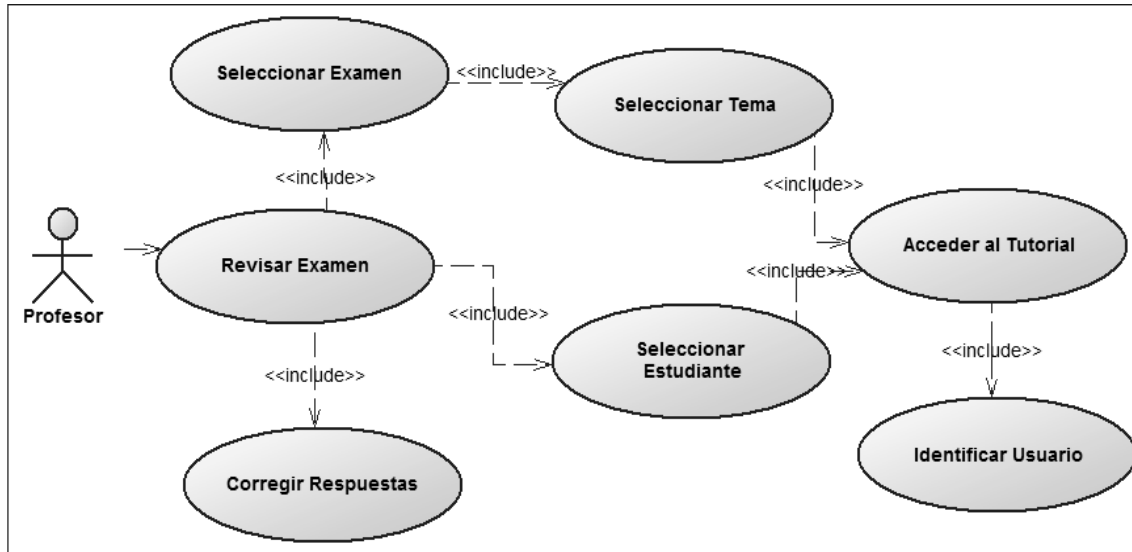 Seleccionar Examen
<<include>>
Seleccionar Tema
<<include>>
<<include>>
Profesor
Revisar Examen
Acceder al Tutorial
<<include>>
<<include>>
Seleccionar
Estudiante
<<include>>
<<include>>
Corregir Respuestas
Identificar Usuario